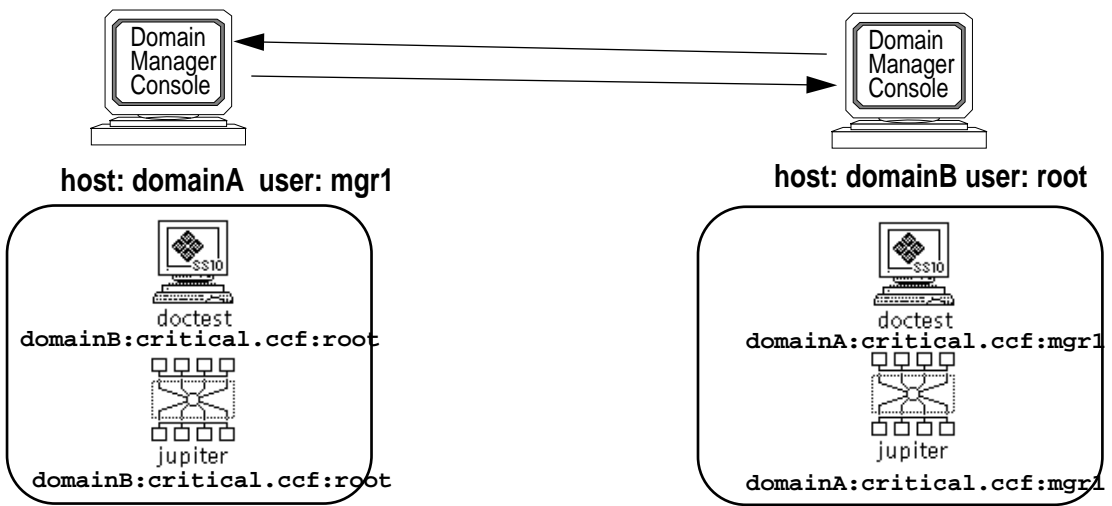 Domain
Manager
Console
Domain
Manager
Console
host: domainA user: mgr1
host: domainB user: root
SS10
doctest
domainB:critical.ccf:root
jupiter
domainB:critical.ccf:root
SS10
doctest
domainA:critical.ccf:mgr1
jupiter
domainA:critical.ccf:mgr1